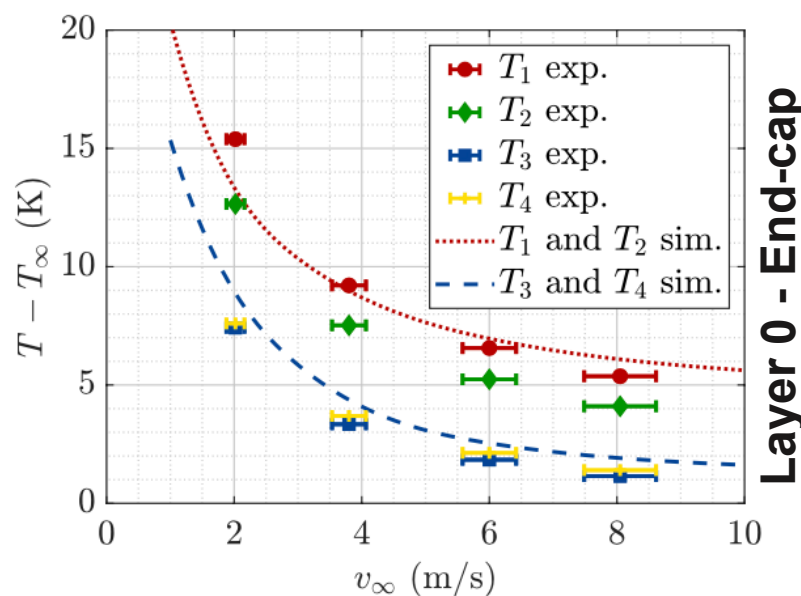 20
15
10
5
0
0
2
4
6
8
10
T − T∞ (K)
v∞ (m/s)
T₁ exp.
T₂ exp.
T₃ exp.
T₄ exp.
T₁ and T₂ sim.
T₃ and T₄ sim.
Layer 0 - End-cap